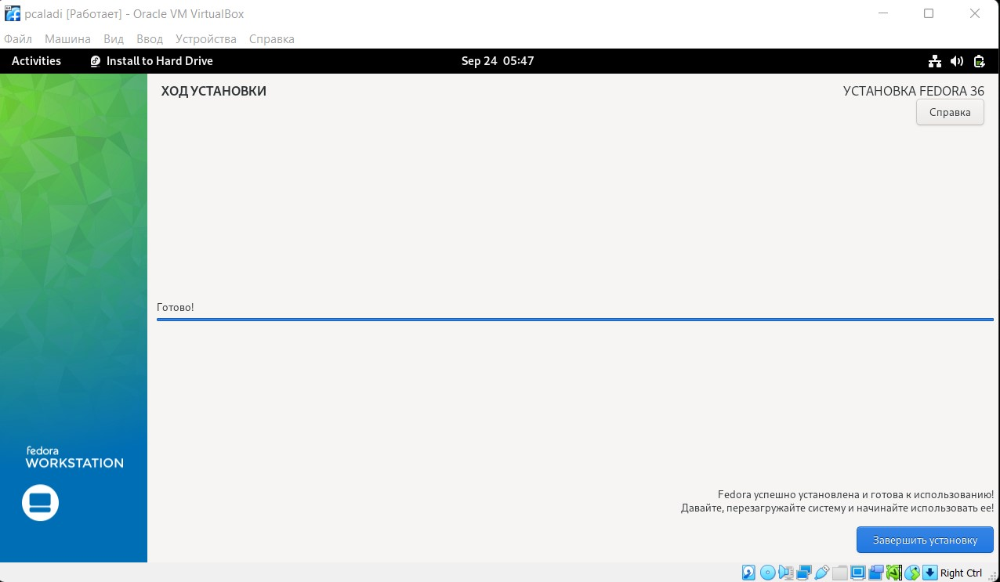 pcaladi [Работает] - Oracle VM VirtualBox
Файл Машина Вид Ввод Устройства Справка
Activities Install to Hard Drive Sep 24 05:47
ХОД УСТАНОВКИ УСТАНОВКА FEDORA 36
Справка
Готово!
fedora
WORKSTATION
Fedora успешно установлена и готова к использованию!
Давайте, перезагружайте систему и начинайте использовать ее!
Завершить установку
Right Ctrl